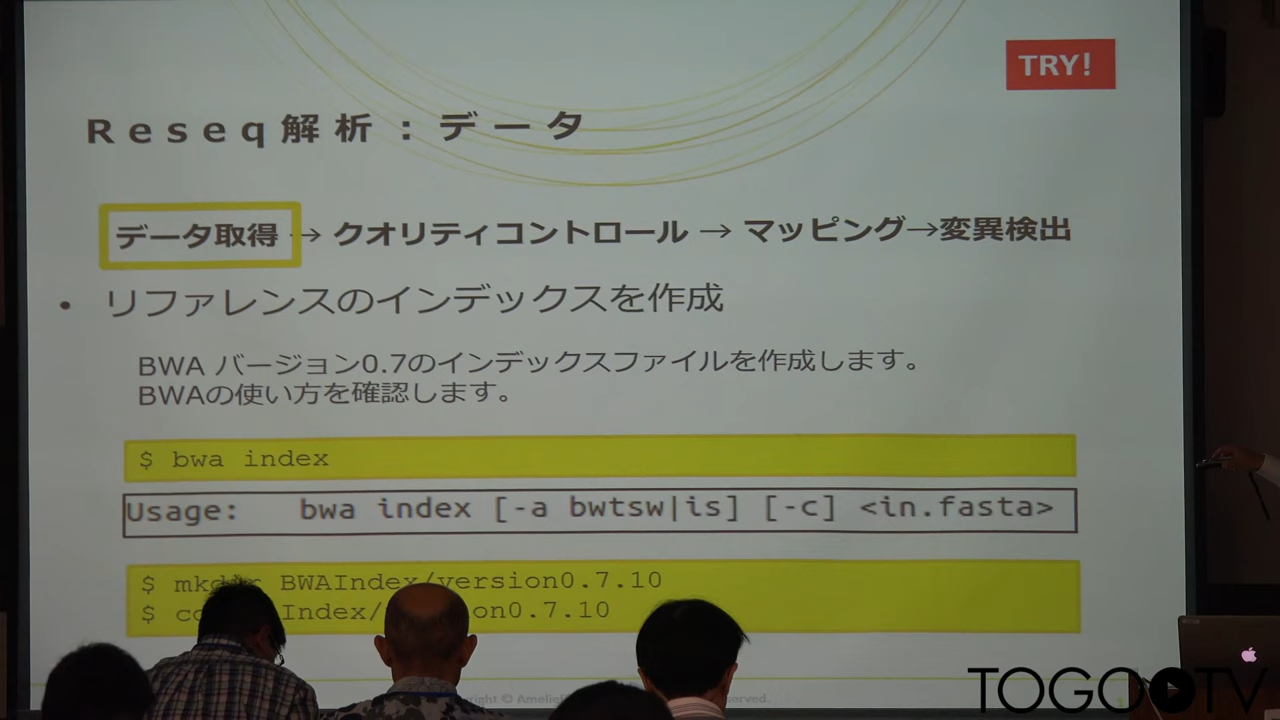 TRY!
Reseq解析：データ
データ取得 → クオリティコントロール → マッピング→変異検出
• リファレンスのインデックスを作成
BWA バージョン0.7のインデックスファイルを作成します。
BWAの使い方を確認します。
$ bwa index
Usage: bwa index [-a bwtsw|is] [-c] <in.fasta>
$ mkdir BWAIndex/version0.7.10
$ Index/ on0.7.10
©
TOGOTV